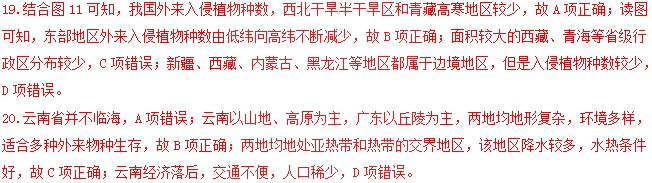 19.结合图 11 可知，我国外来入侵植物种数，西北干旱半干旱区和青藏高寒地区较少，故 A 项正确；读图
可知，东部地区外来入侵植物种数由低纬向高纬不断减少，故 B 项正确；面积较大的西藏、青海等省级行
政区分布较少，C 项错误；新疆、西藏、内蒙古、黑龙江等地区都属于边境地区，但是入侵植物种数较少，
D 项错误。
20.云南省并不临海，A 项错误；云南以山地、高原为主，广东以丘陵为主，两地均地形复杂，环境多样，
适合多种外来物种生存，故 B 项正确；两地均地处亚热带和热带的交界地区，该地区降水较多，水热条件
好，故 C 项正确；云南经济落后，交通不便，人口稀少，D 项错误。